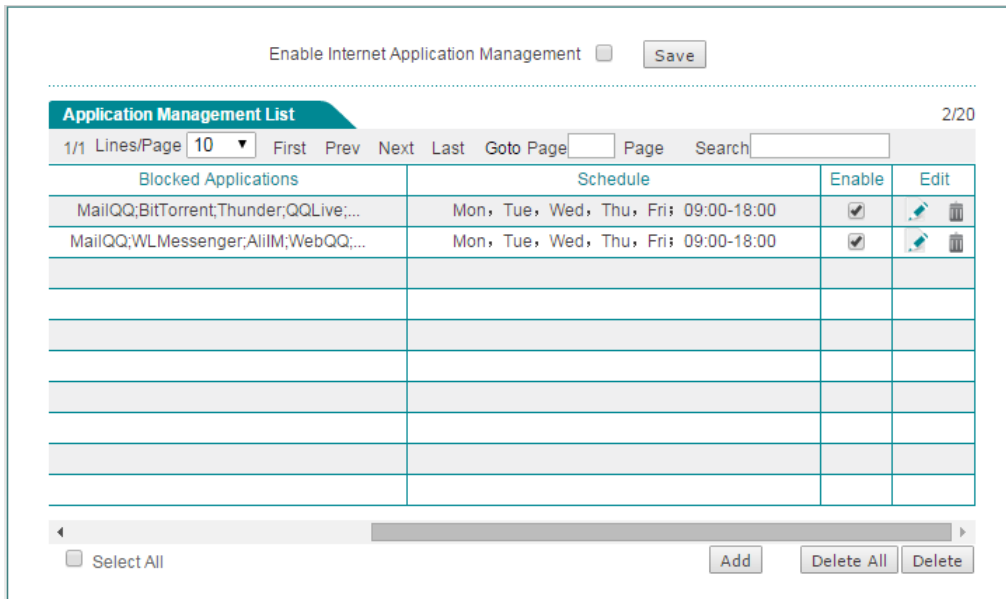 Enable Internet Application Management Save
Application Management List 2/20
1/1 Lines/Page 10 First Prev Next Last Goto Page Page Search
Blocked Applications Schedule Enable Edit
MailQQ;BitTorrent;Thunder;QQLive;... Mon，Tue，Wed，Thu，Fri；09:00-18:00
MailQQ;WLMessenger;AliIM;WebQQ;... Mon，Tue，Wed，Thu，Fri；09:00-18:00
Select All Add Delete All Delete